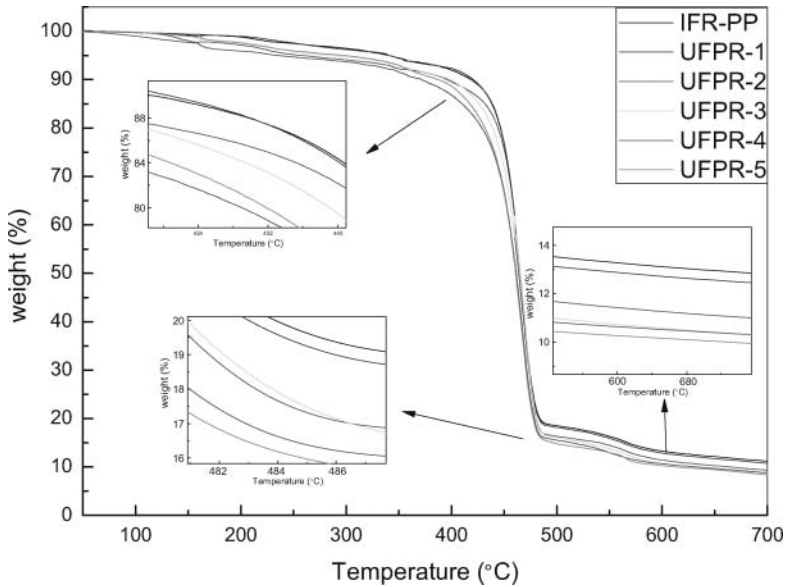 100
90
80
70
60
50
40
30
20
10
0
weight (%)
100
200
300
400
500
600
700
Temperature (°C)
IFR-PP
UFPR-1
UFPR-2
UFPR-3
UFPR-4
UFPR-5
88
84
80
weight (%)
424
432
440
Temperature (°C)
20
19
18
17
16
weight (%)
482
484
486
Temperature (°C)
14
12
10
weight (%)
600
680
Temperature (°C)